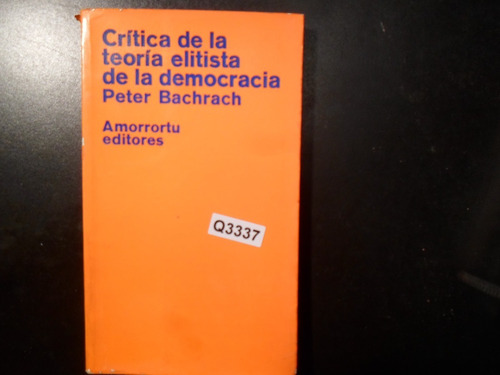 Crítica de la
teoría elitista
de la democracia
Peter Bachrach
Amorrortu
editores
Q3337